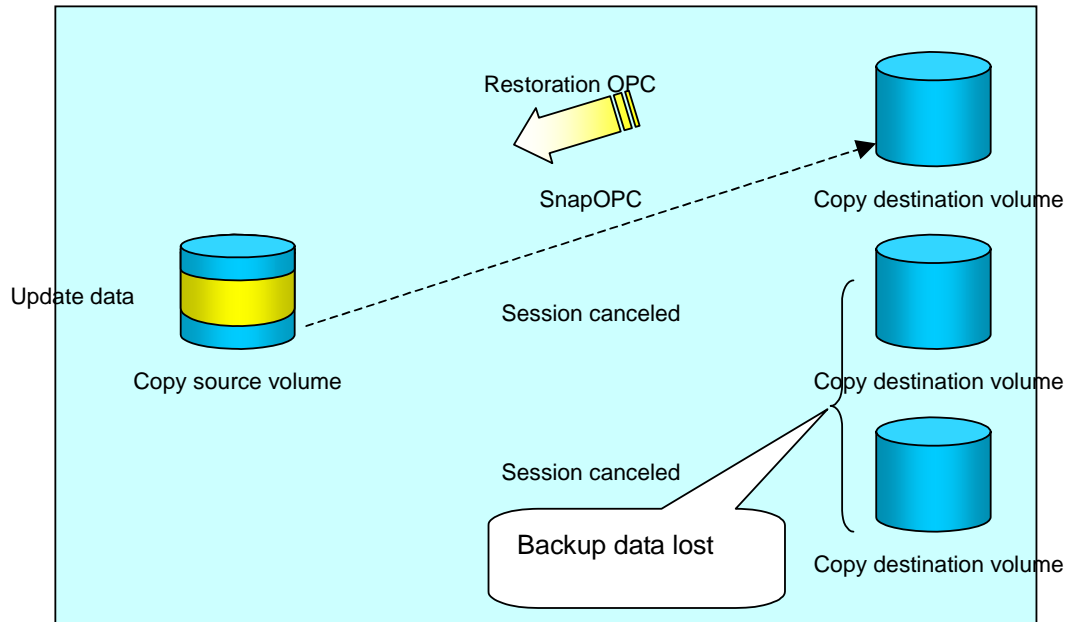 Restoration OPC
SnapOPC
Copy destination volume
Update data
Session canceled
Copy source volume
Copy destination volume
Session canceled
Backup data lost
Copy destination volume